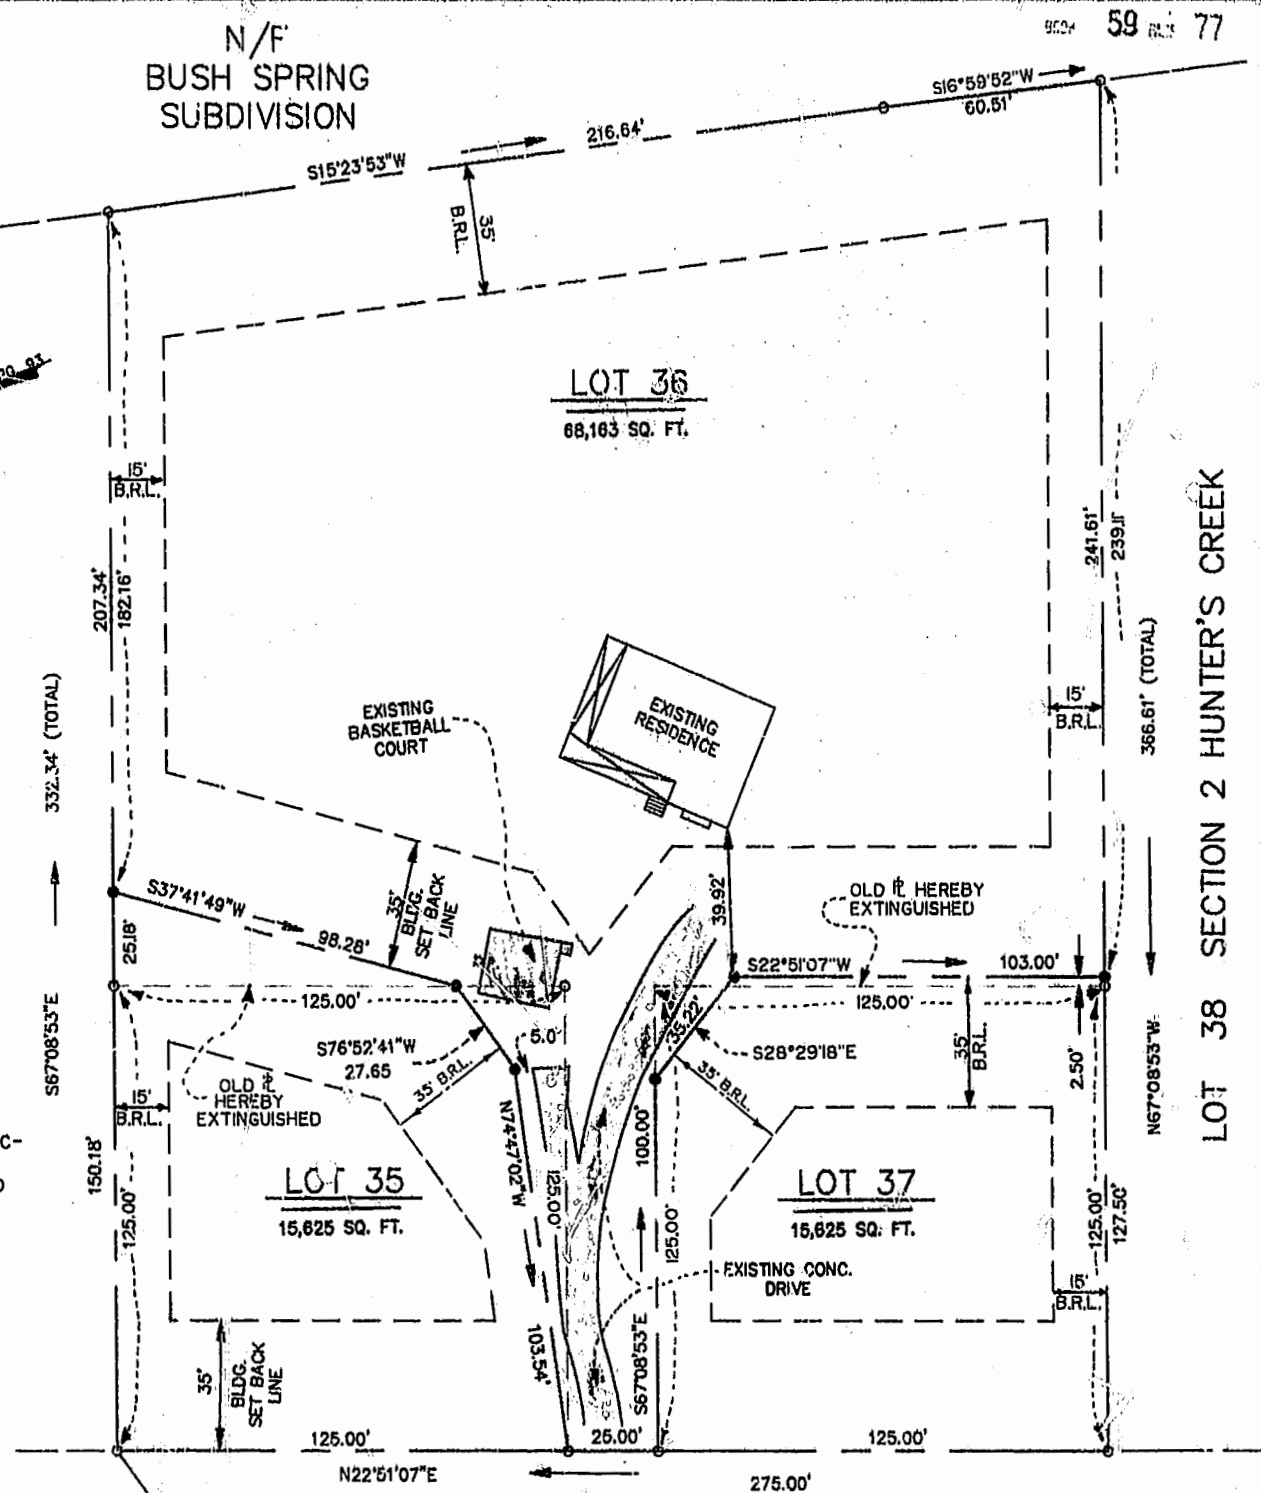 59 77
N/F
BUSH SPRING
SUBDIVISION
S16°59'52"W
60.51'
216.64'
S15°23'53"W
35'
B.R.L.
93
LOT 36
68,163 SQ. FT.
15'
B.R.L.
207.34'
182.16'
332.34' (TOTAL)
S67°08'53"E
241.61'
239.11'
366.61' (TOTAL)
N67°08'53"W
LOT 38 SECTION 2 HUNTER'S CREEK
15'
B.R.L.
EXISTING
RESIDENCE
EXISTING
BASKETBALL
COURT
S37°41'49"W
98.28'
35'
BLDG.
SET BACK
LINE
39.92'
OLD PL HEREBY
EXTINGUISHED
25.18'
S22°51'07"W
103.00'
125.00'
125.00'
35.22'
S76°52'41"W
27.65
5.0'
S28°29'18"E
35'
B.R.L.
2.50'
35' B.R.L.
35' B.R.L.
OLD PL
HEREBY
EXTINGUISHED
15'
B.R.L.
C-
150.18'
125.00'
N74°47'02"W
103.54'
125.00'
100.00'
125.00'
S67°08'53"E
LOT 35
15,625 SQ. FT.
LOT 37
15,625 SQ. FT.
125.00'
127.50'
EXISTING CONC.
DRIVE
15'
B.R.L.
35'
BLDG.
SET BACK
LINE
125.00'
25.00'
125.00'
N22°51'07"E
275.00'